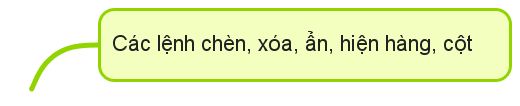 Các lệnh chèn, xóa, ẩn, hiện hàng, cột